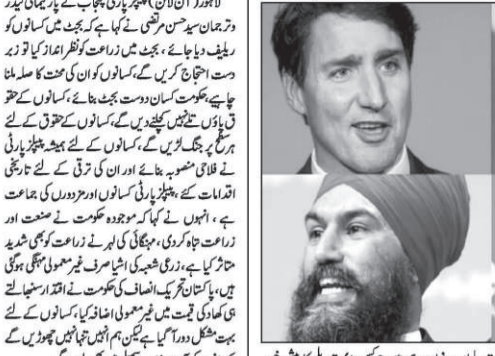 لاہور(آن لائن) پیپلز پارٹی پنجاب کے پارلیمانی لیڈر
وترجمان سید حسن مرتضیٰ نے کہا ہے کہ بجٹ میں کسانوں کو
ریلیف دیا جائے ، بجٹ میں زراعت کو نظر انداز کیا تو زبر
دست احتجاج کریں گے، کسانوں کو ان کی محنت کا صلہ ملنا
چاہیے،حکومت کسان دوست بجٹ بنائے ، کسانوں کے حقو
ق پاؤں تلے نہیں کچلنے دیں گے، کسانوں کے حقوق کے لئے
ہر سطح پر جنگ لڑیں گے ، کسانوں کے لئے ہمیشہ پیپلز پارٹی
نے فلاحی منصوبہ بنائے اور ان کی ترقی کے لئے تاریخی
اقدامات کئے ، پیپلز پارٹی کسانوں اور مزدورں کی جماعت
ہے ، انہوں نے کہا کہ موجودہ حکومت نے صنعت اور
زراعت تباہ کردی ، مہنگائی کی لہر نے زراعت کو بھی شدید
متاثر کیا ہے، زرعی شعبہ کی اشیا صرف غیر معمولی مہنگی ہوگئی
ہیں، پاکستان تحریک انصاف کی حکومت نے اقتدار سنبھالتے
ہی کھاد کی قیمت میں غیر معمولی اضافہ کیا ، کسانوں کے لئے
بہت مشکل دور آ گیا ہے لیکن ہم انہیں تنہا نہیں چھوڑیں گے